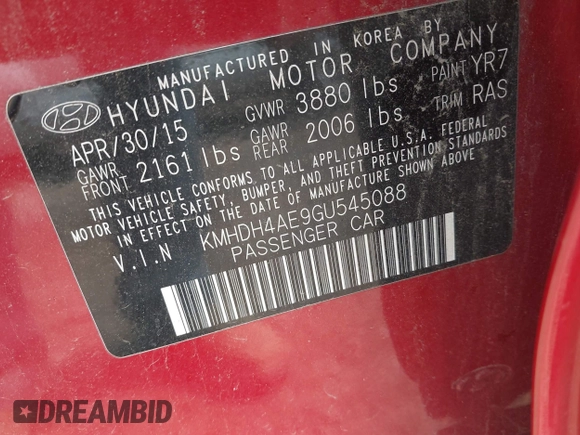 MANUFACTURED IN KOREA BY
HYUNDAI MOTOR COMPANY
APR/30/15 GVWR 3880 lbs PAINT YR7
GAWR FRONT 2161 lbs GAWR REAR 2006 lbs TRIM RAS
THIS VEHICLE CONFORMS TO ALL APPLICABLE U.S.A. FEDERAL
MOTOR VEHICLE SAFETY, BUMPER, AND THEFT PREVENTION STANDARDS
IN EFFECT ON THE DATE OF MANUFACTURE SHOWN ABOVE
V.I.N KMHDH4AE9GU545088
PASSENGER CAR
DREAMBID